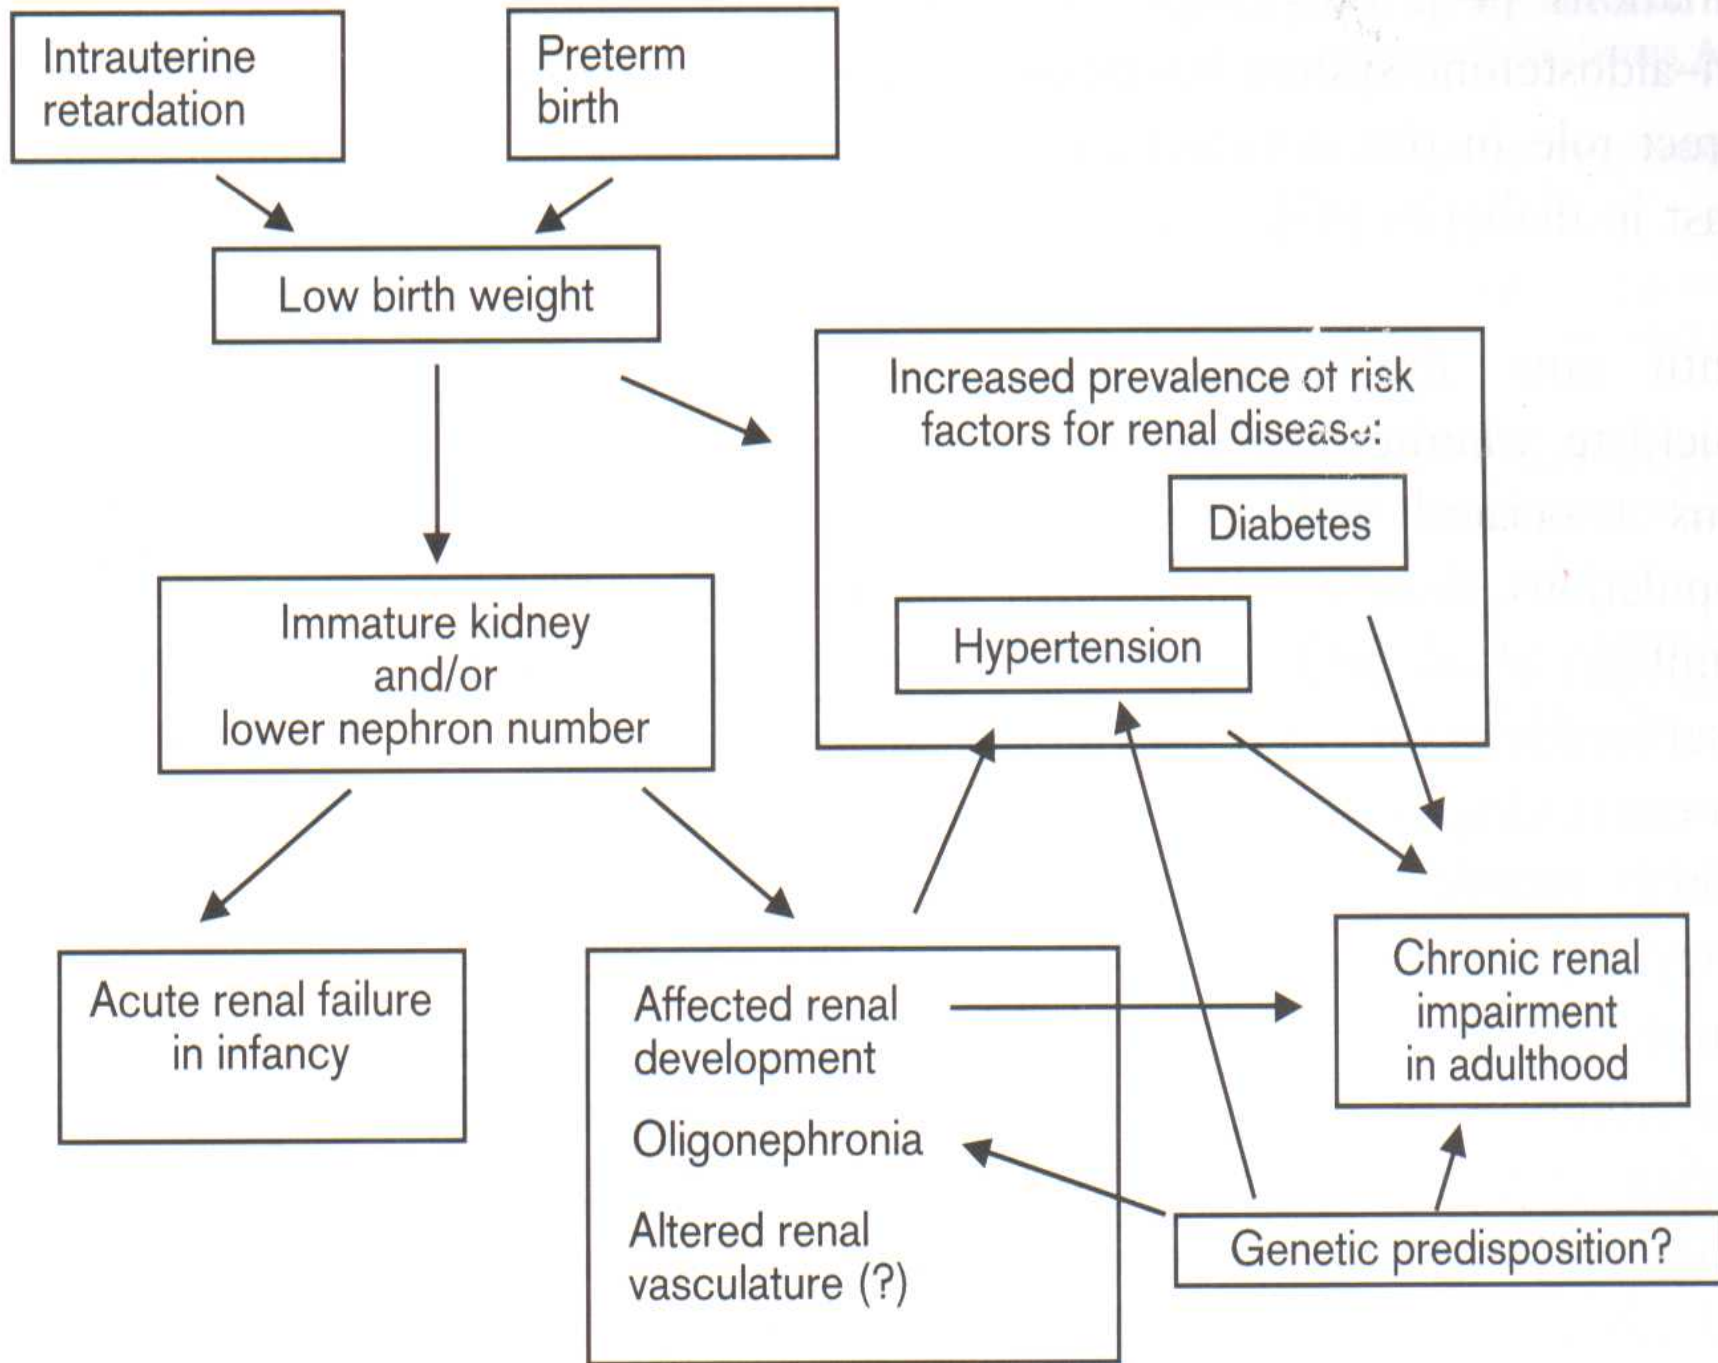 Intrauterine
retardation
Preterm
birth
Low birth weight
Increased prevalence of risk
factors for renal disease:
Diabetes
Hypertension
Immature kidney
and/or
lower nephron number
Acute renal failure
in infancy
Affected renal
development
Oligonephronia
Altered renal
vasculature (?)
Chronic renal
impairment
in adulthood
Genetic predisposition?